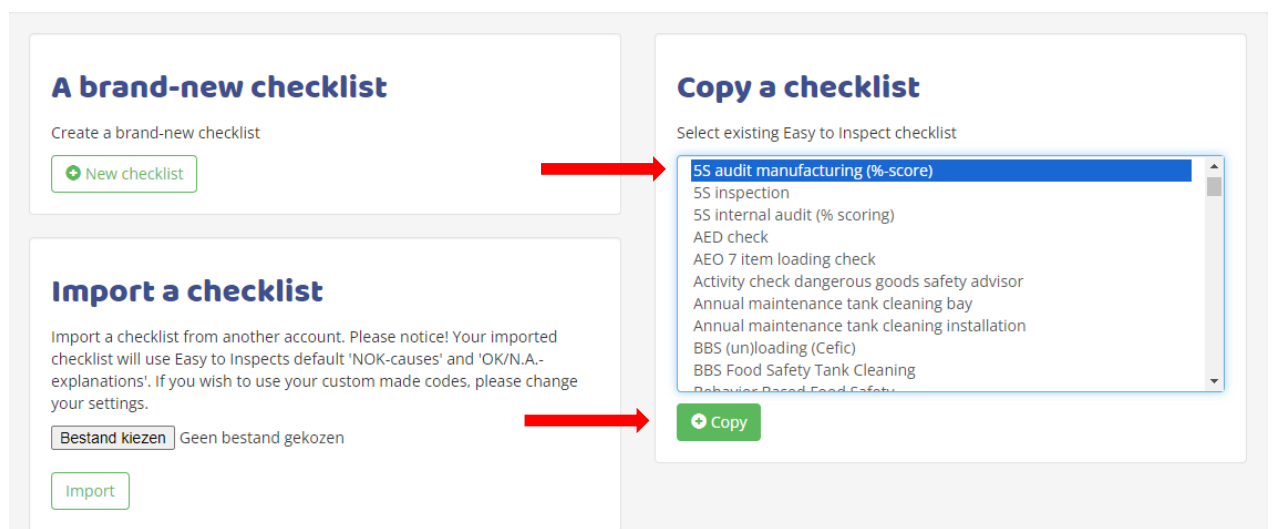 A brand-new checklist
Create a brand-new checklist
New checklist
Import a checklist
Import a checklist from another account. Please notice! Your imported
checklist will use Easy to Inspects default 'NOK-causes' and 'OK/N.A.-
explanations'. If you wish to use your custom made codes, please change
your settings.
Bestand kiezen Geen bestand gekozen
Import
Copy a checklist
Select existing Easy to Inspect checklist
5S audit manufacturing (%-score)
5S inspection
5S internal audit (% scoring)
AED check
AEO 7 item loading check
Activity check dangerous goods safety advisor
Annual maintenance tank cleaning bay
Annual maintenance tank cleaning installation
BBS (un)loading (Cefic)
BBS Food Safety Tank Cleaning
Behavior Based Food Safety
Copy